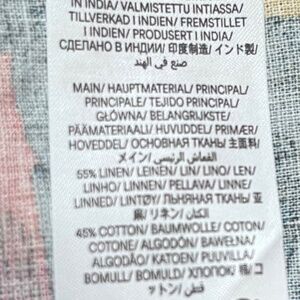 IN INDIA/ VALMISTETTU INTIASSA/
TILLVERKAD I INDIEN/ FREMSTILLET
I INDIEN/ PRODUSERT I INDIA/
СДЕЛАНО В ИНДИИ/ 印度制造/ インド製/
صنع في الهند
MAIN/ HAUPTMATERIAL/ PRINCIPAL/
PRINCIPALE/ TEJIDO PRINCIPAL/
GŁÓWNA/ BELANGRIJKSTE/
PÄÄMATERIAALI/ HUVUDDEL/ PRIMÆR/
HOVEDDEL/ ОСНОВНАЯ ТКАНЬ/ 主面料/
メイン/ القماش الرئيسي
55% LINEN/ LEINEN/ LIN/ LINO/ LEN/
LINHO/ LINNEN/ PELLAVA/ LINNE/
LINNED/ LINTØY/ ЛЬНЯНАЯ ТКАНЬ/ 亚
麻/ リネン/ الكتان
45% COTTON/ BAUMWOLLE/ COTON/
COTONE/ ALGODÓN/ BAWEŁNA/
ALGODÃO/ KATOEN/ PUUVILLA/
BOMULL/ BOMULD/ ХЛОПОК/ 棉/ コ
ットン/ قطن